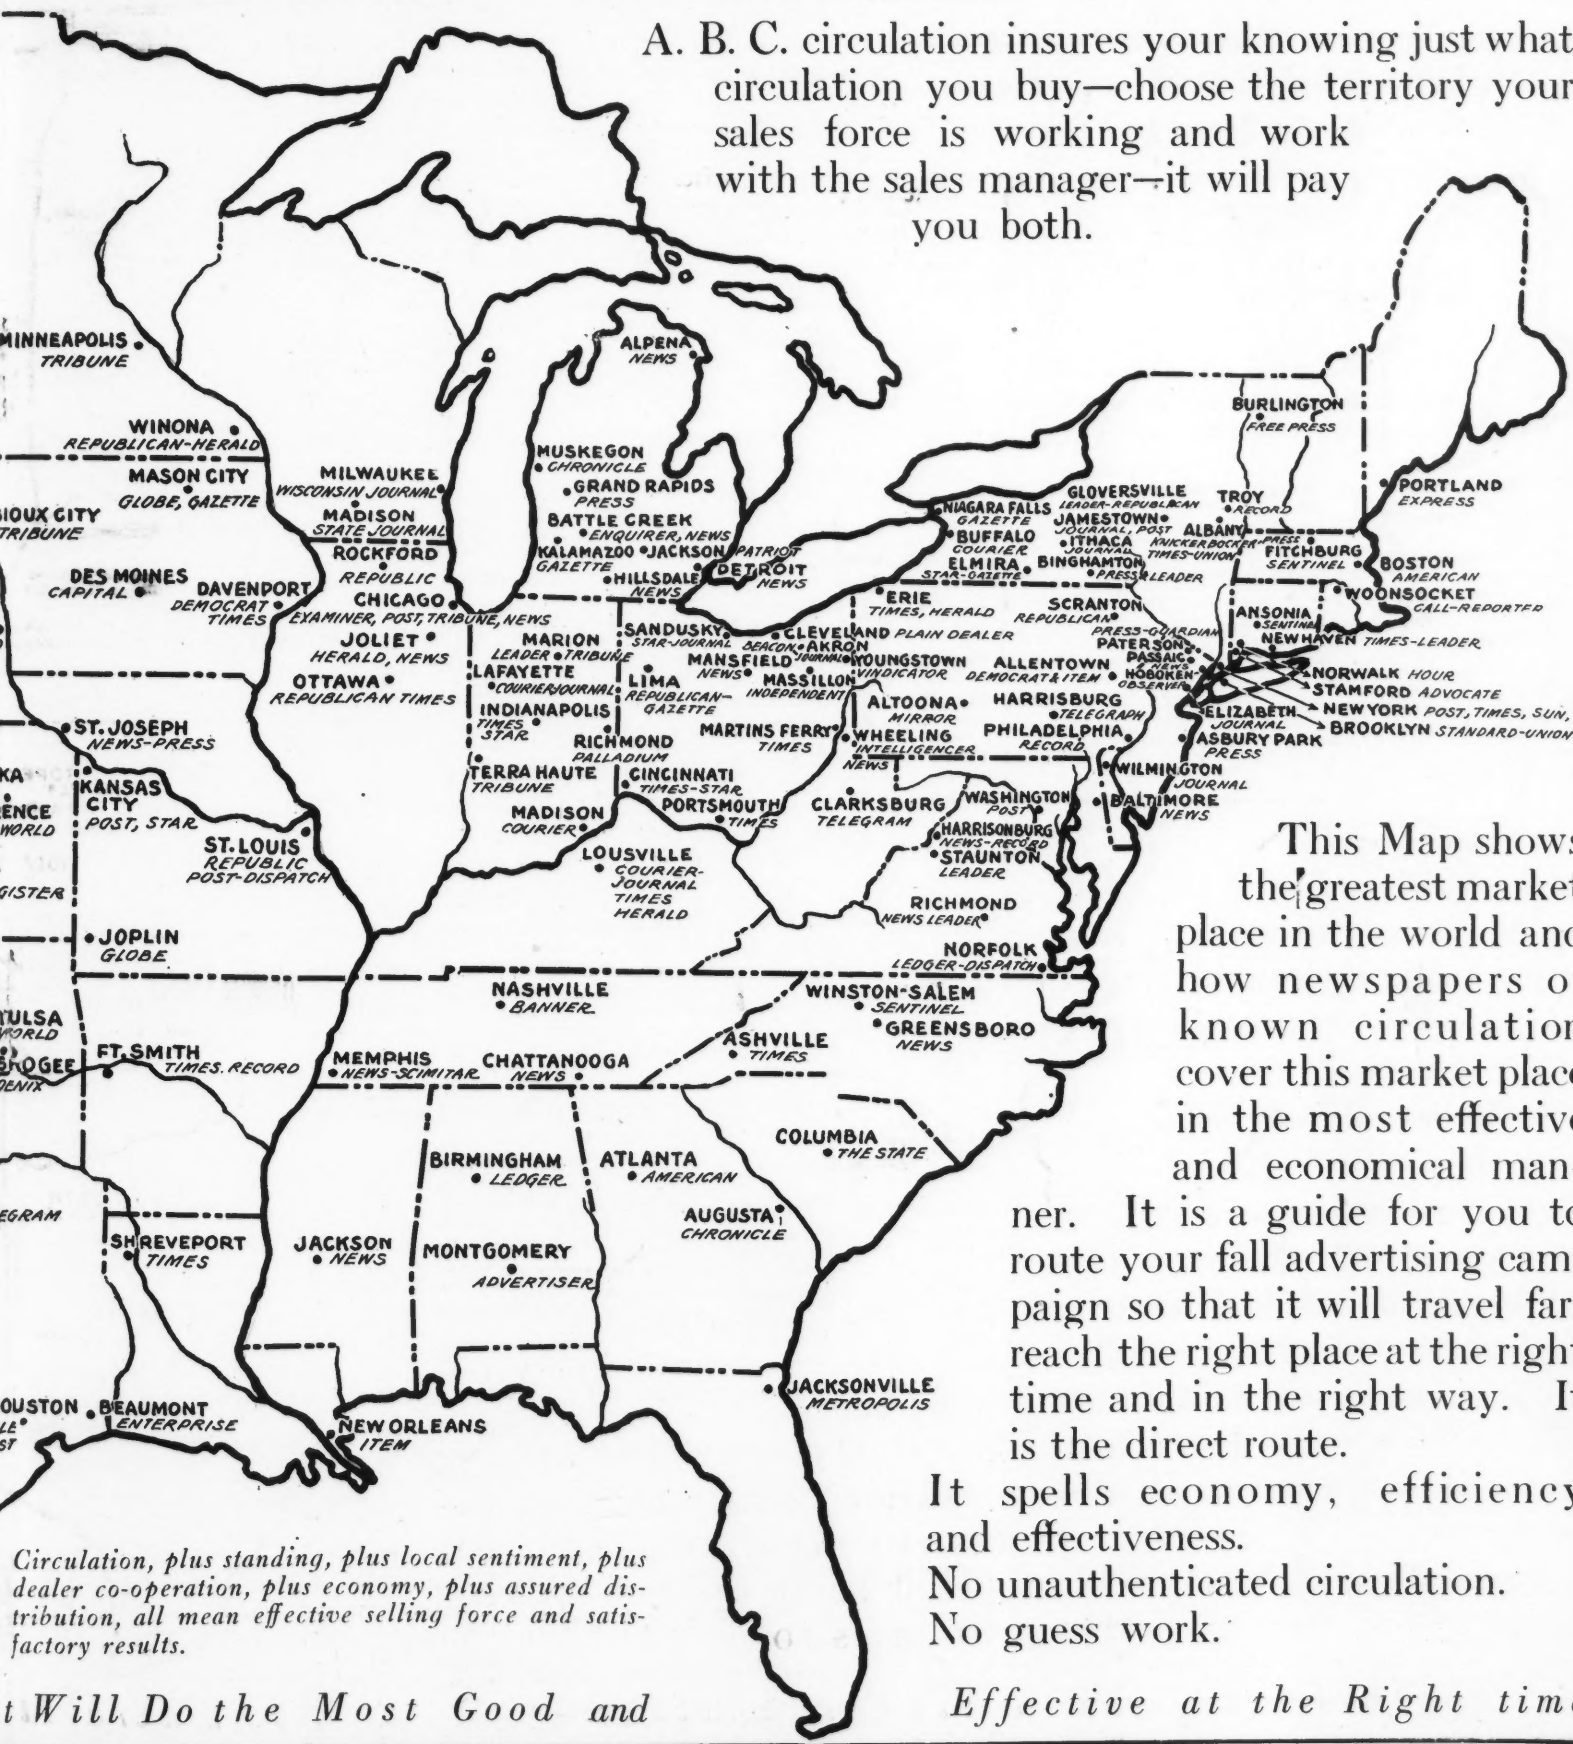 A. B. C. circulation insures your knowing just what
circulation you buy—choose the territory your
sales force is working and work
with the sales manager—it will pay
you both.
MINNEAPOLIS
TRIBUNE
WINONA
REPUBLICAN-HERALD
MASON CITY
GLOBE, GAZETTE
SIOUX CITY
TRIBUNE
DES MOINES
CAPITAL
DAVENPORT
DEMOCRAT
TIMES
MILWAUKEE
WISCONSIN JOURNAL
MADISON
STATE JOURNAL
ROCKFORD
REPUBLIC
CHICAGO
EXAMINER, POST, TRIBUNE, NEWS
JOLIET
HERALD, NEWS
OTTAWA
REPUBLICAN TIMES
ALPENA
NEWS
MUSKEGON
CHRONICLE
GRAND RAPIDS
PRESS
BATTLE CREEK
ENQUIRER, NEWS
KALAMAZOO
GAZETTE
JACKSON PATRIOT
HILLSDALE
NEWS
DETROIT
NEWS
MARION
LEADER TRIBUNE
LAFAYETTE
COURIER JOURNAL
INDIANAPOLIS
TIMES
STAR
RICHMOND
PALLADIUM
TERRA HAUTE
TRIBUNE
MADISON
COURIER
SANDUSKY
STAR-JOURNAL
CLEVELAND PLAIN DEALER
BEACON AKRON
JOURNAL
MANSFIELD
NEWS
MASSILLON
INDEPENDENT
YOUNGSTOWN
VINDICATOR
LIMA
REPUBLICAN-
GAZETTE
MARTINS FERRY
TIMES
CINCINNATI
TIMES-STAR
PORTSMOUTH
TIMES
NIAGARA FALLS
GAZETTE
BUFFALO
COURIER
ELMIRA
STAR-GAZETTE
GLOVERSVILLE
LEADER-REPUBLICAN
JAMESTOWN
JOURNAL, POST
ITHACA
JOURNAL
BINGHAMTON
PRESS & LEADER
TROY
RECORD
ALBANY
KNICKERBOCKER-PRESS
TIMES-UNION
BURLINGTON
FREE PRESS
PORTLAND
EXPRESS
FITCHBURG
SENTINEL
BOSTON
AMERICAN
WOONSOCKET
CALL-REPORTED
ANSONIA
SENTINEL
NEW HAVEN TIMES-LEADER
NORWALK HOUR
STAMFORD ADVOCATE
NEW YORK POST, TIMES, SUN,
BROOKLYN STANDARD-UNION
ERIE
TIMES, HERALD
SCRANTON
REPUBLICAN
PRESS-GUARDIAN
PATERSON
PASSAIC
NEWS
HOBOKEN
OBSERVER
ALLENTOWN
DEMOCRAT & ITEM
ALTOONA
MIRROR
HARRISBURG
TELEGRAPH
PHILADELPHIA
RECORD
ELIZABETH
JOURNAL
ASBURY PARK
PRESS
WHEELING
INTELLIGENCER
NEWS
WILMINGTON
JOURNAL
BALTIMORE
NEWS
CLARKSBURG
TELEGRAM
WASHINGTON
POST
HARRISONBURG
NEWS-RECORD
STAUNTON
LEADER
RICHMOND
NEWS LEADER
NORFOLK
LEDGER-DISPATCH
ST. JOSEPH
NEWS-PRESS
KA
KANSAS
CITY
POST, STAR
ENCE
WORLD
ST. LOUIS
REPUBLIC
POST-DISPATCH
GISTER
LOUSVILLE
COURIER-
JOURNAL
TIMES
HERALD
JOPLIN
GLOBE
NASHVILLE
BANNER
WINSTON-SALEM
SENTINEL
GREENSBORO
NEWS
ASHVILLE
TIMES
TULSA
WORLD
OGEE
ENIX
FT. SMITH
TIMES. RECORD
MEMPHIS
NEWS-SCIMITAR
CHATTANOOGA
NEWS
COLUMBIA
THE STATE
BIRMINGHAM
LEDGER
ATLANTA
AMERICAN
AUGUSTA
CHRONICLE
EGRAM
SHREVEPORT
TIMES
JACKSON
NEWS
MONTGOMERY
ADVERTISER
OUSTON
LE
ST
BEAUMONT
ENTERPRISE
NEW ORLEANS
ITEM
JACKSONVILLE
METROPOLIS
This Map shows
the greatest market
place in the world and
how newspapers o
known circulation
cover this market place
in the most effective
and economical man-
ner. It is a guide for you to
route your fall advertising cam-
paign so that it will travel far,
reach the right place at the right
time and in the right way. It
is the direct route.
It spells economy, efficiency
and effectiveness.
No unauthenticated circulation.
No guess work.
Circulation, plus standing, plus local sentiment, plus
dealer co-operation, plus economy, plus assured dis-
tribution, all mean effective selling force and satis-
factory results.
t Will Do the Most Good and
Effective at the Right time